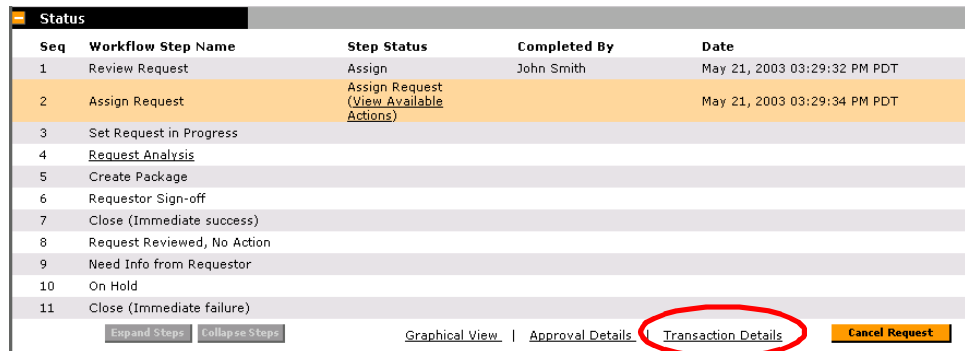 Status
Seq Workflow Step Name Step Status Completed By Date
1 Review Request Assign John Smith May 21, 2003 03:29:32 PM PDT
2 Assign Request Assign Request (View Available Actions) May 21, 2003 03:29:34 PM PDT
3 Set Request in Progress
4 Request Analysis
5 Create Package
6 Requestor Sign-off
7 Close (Immediate success)
8 Request Reviewed, No Action
9 Need Info from Requestor
10 On Hold
11 Close (Immediate failure)
Expand Steps Collapse Steps Graphical View | Approval Details | Transaction Details Cancel Request